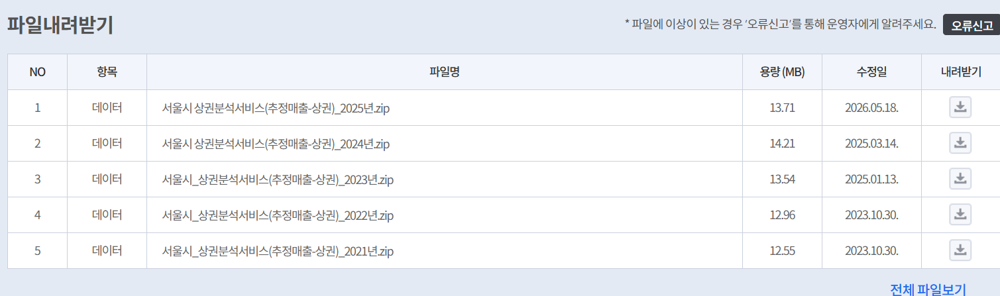 파일내려받기
* 파일에 이상이 있는 경우 ‘오류신고’를 통해 운영자에게 알려주세요. 오류신고
NO 항목 파일명 용량 (MB) 수정일 내려받기
1 데이터 서울시 상권분석서비스(추정매출-상권)_2025년.zip 13.71 2026.05.18.
2 데이터 서울시 상권분석서비스(추정매출-상권)_2024년.zip 14.21 2025.03.14.
3 데이터 서울시_상권분석서비스(추정매출-상권)_2023년.zip 13.54 2025.01.13.
4 데이터 서울시_상권분석서비스(추정매출-상권)_2022년.zip 12.96 2023.10.30.
5 데이터 서울시_상권분석서비스(추정매출-상권)_2021년.zip 12.55 2023.10.30.
전체 파일보기